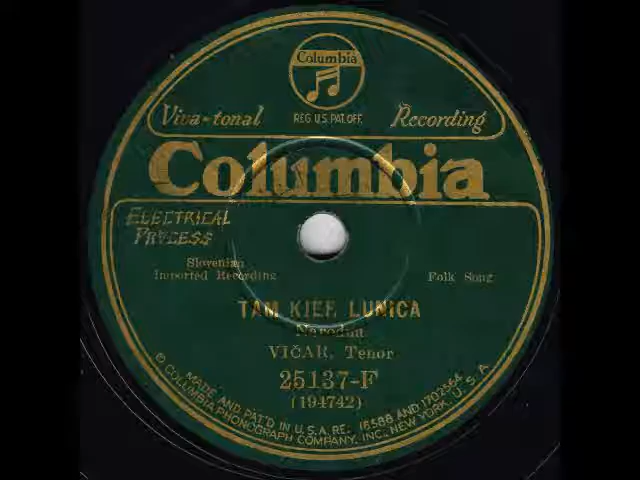 Columbia
REG. U.S. PAT. OFF.
Viva-tonal Recording
Columbia
ELECTRICAL
PROCESS
Slovenian
Imported Recording
Folk Song
TAM KJER LUNICA
Narodna
VIČAR, Tenor
25137-F
(194742)
MADE AND PAT'D IN U.S.A. RE. 16588 AND 1702564
© COLUMBIA PHONOGRAPH COMPANY, INC. NEW YORK, U.S.A.